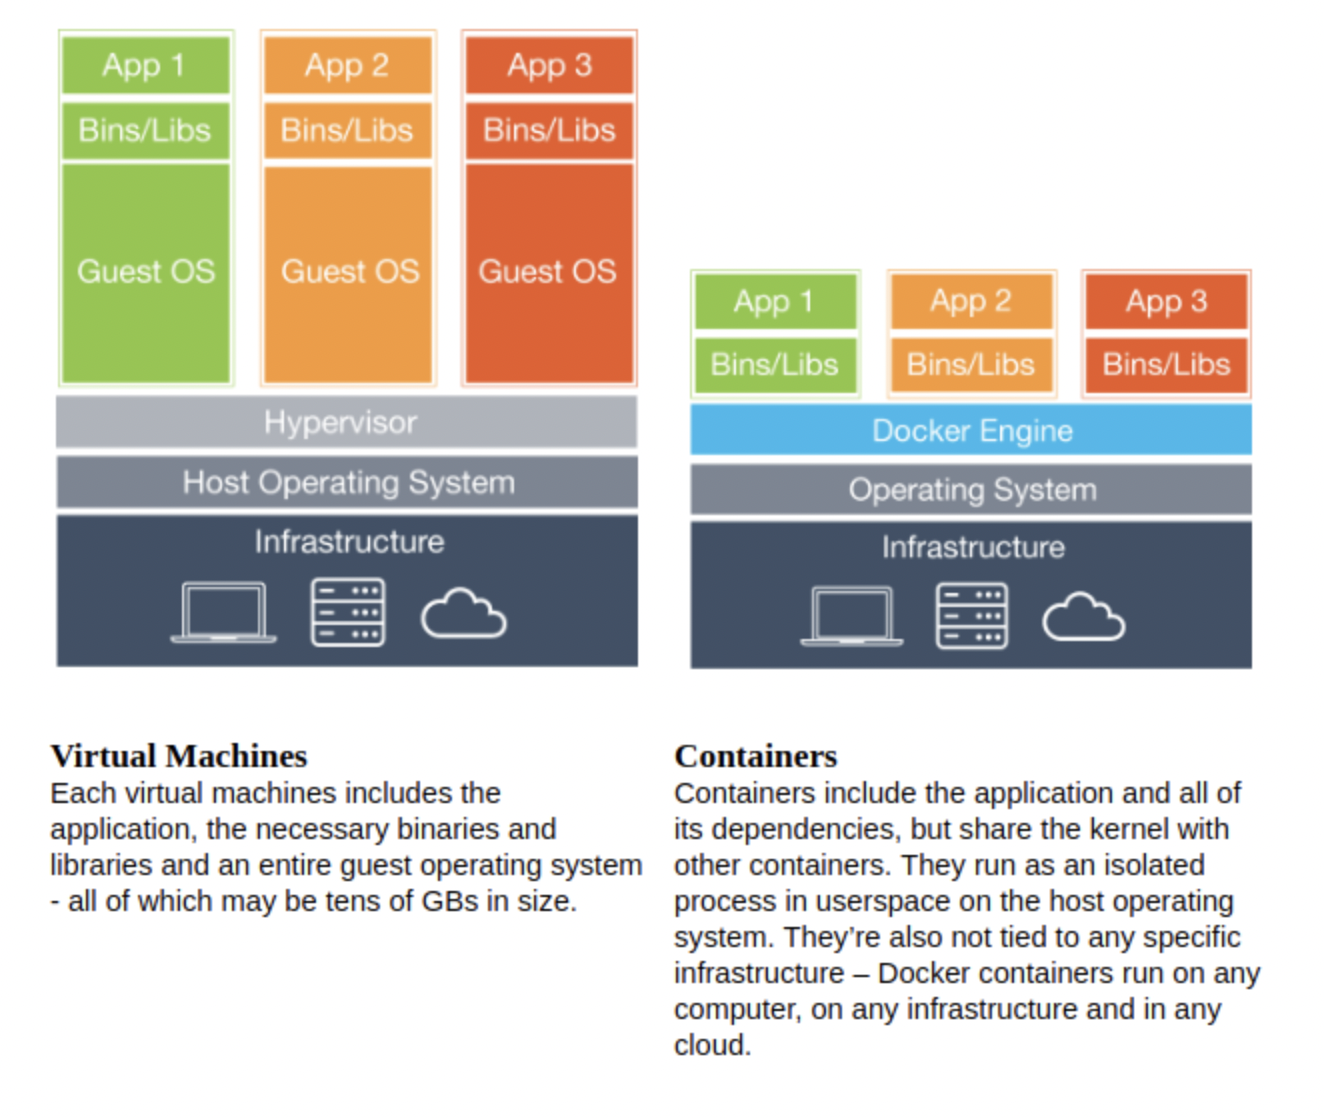 App 1
App 2
App 3
Bins/Libs
Bins/Libs
Bins/Libs
Guest OS
Guest OS
Guest OS
Hypervisor
Host Operating System
Infrastructure
App 1
App 2
App 3
Bins/Libs
Bins/Libs
Bins/Libs
Docker Engine
Operating System
Infrastructure
Virtual Machines
Each virtual machines includes the
application, the necessary binaries and
libraries and an entire guest operating system
- all of which may be tens of GBs in size.
Containers
Containers include the application and all of
its dependencies, but share the kernel with
other containers. They run as an isolated
process in userspace on the host operating
system. They’re also not tied to any specific
infrastructure – Docker containers run on any
computer, on any infrastructure and in any
cloud.